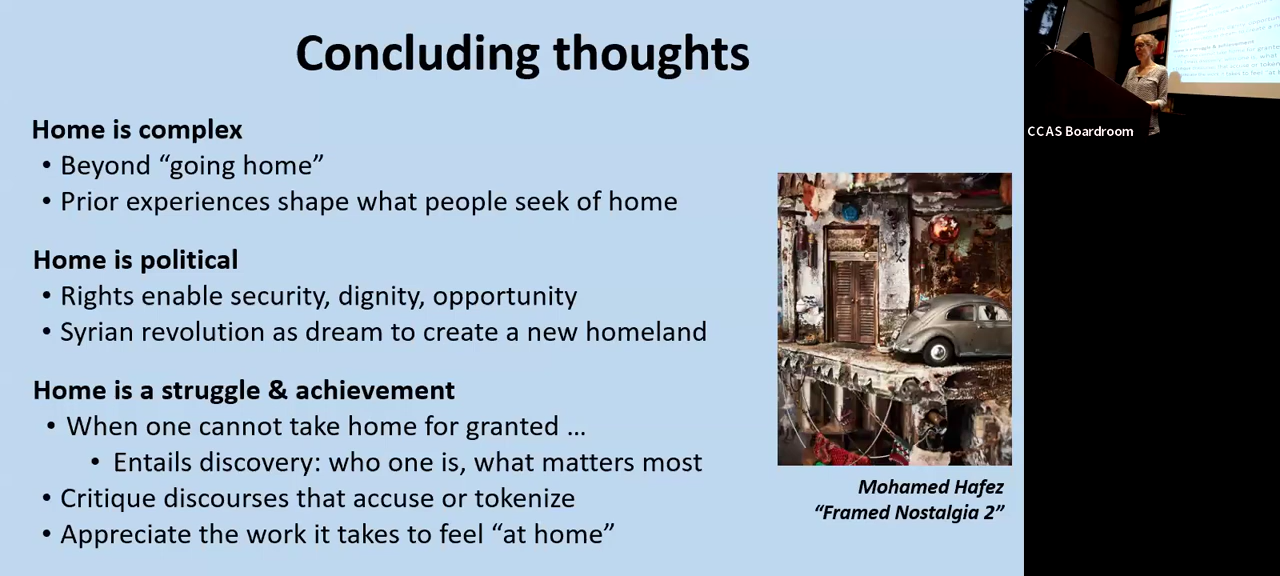 Concluding thoughts
Home is complex
• Beyond “going home”
• Prior experiences shape what people seek of home
Home is political
• Rights enable security, dignity, opportunity
• Syrian revolution as dream to create a new homeland
Home is a struggle & achievement
• When one cannot take home for granted …
• Entails discovery: who one is, what matters most
• Critique discourses that accuse or tokenize
• Appreciate the work it takes to feel “at home”
Mohamed Hafez
“Framed Nostalgia 2”
CCAS Boardroom